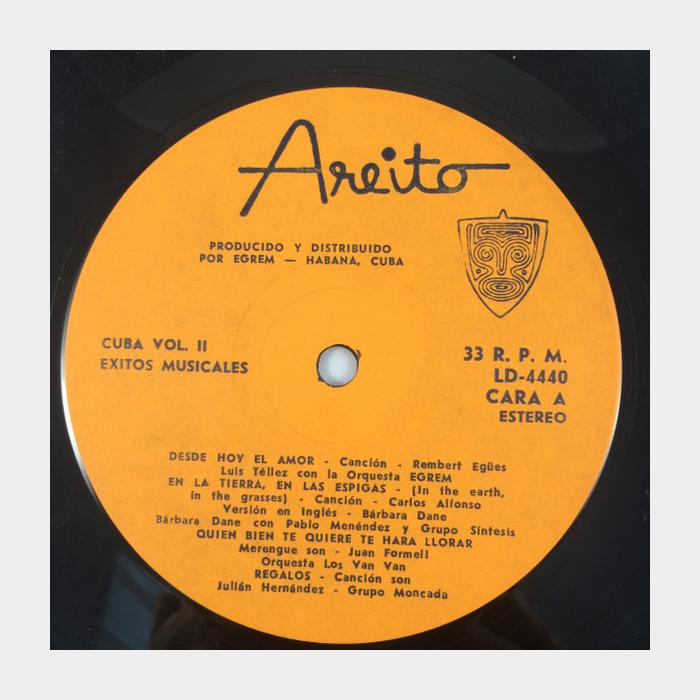 Areito
PRODUCIDO Y DISTRIBUIDO
POR EGREM — HABANA, CUBA
CUBA VOL. II
EXITOS MUSICALES
33 R. P. M.
LD-4440
CARA A
ESTEREO
DESDE HOY EL AMOR - Canción - Rembert Egües
Luis Téllez con la Orquesta EGREM
EN LA TIERRA, EN LAS ESPIGAS - (In the earth,
in the grasses) - Canción - Carlos Alfonso
Versión en Inglés - Bárbara Dane
Bárbara Dane con Pablo Menéndez y Grupo Síntesis
QUIEN BIEN TE QUIERE TE HARA LLORAR
Merengue son - Juan Formell
Orquesta Los Van Van
REGALOS - Canción son
Julián Hernández - Grupo Moncada